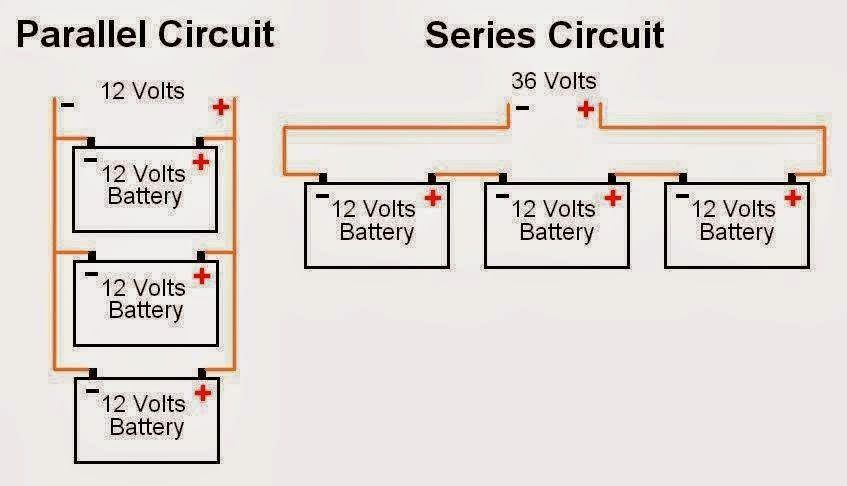 Parallel Circuit
12 Volts
- +
- +
12 Volts
Battery
- +
12 Volts
Battery
- +
12 Volts
Battery
Series Circuit
36 Volts
- +
- +
12 Volts
Battery
- +
12 Volts
Battery
- +
12 Volts
Battery